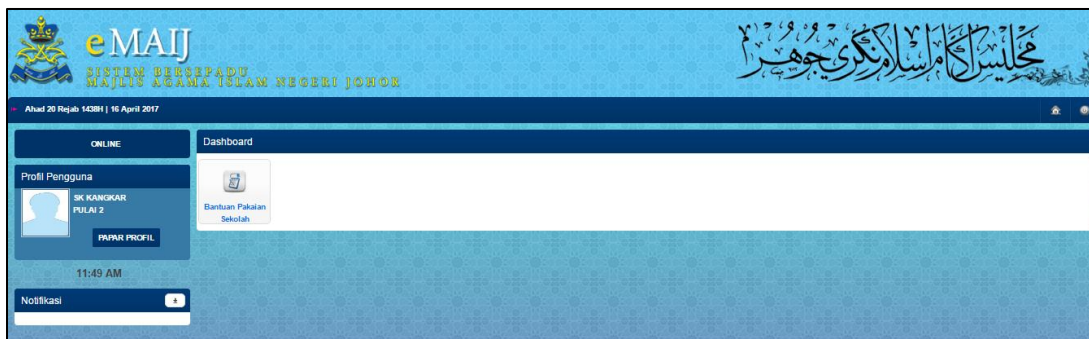 eMAIJ
SISTEM BERSEPADU
MAJLIS AGAMA ISLAM NEGERI JOHOR
مجليس اݢام اسلام نݢري جوهر
Ahad 20 Rejab 1438H | 16 April 2017
ONLINE
Dashboard
Profil Pengguna
SK KANGKAR
PULAI 2
PAPAR PROFIL
Bantuan Pakaian
Sekolah
11:49 AM
Notifikasi